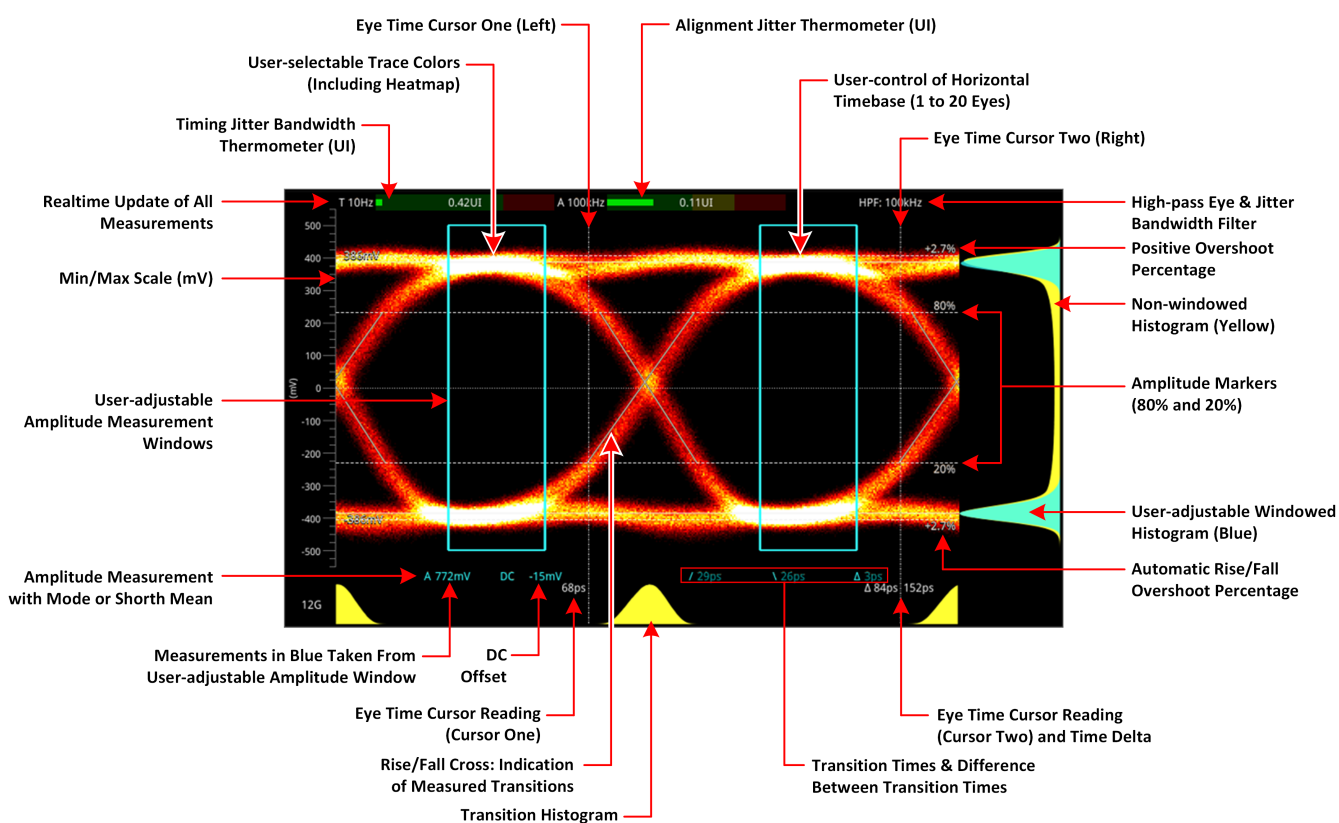 Eye Time Cursor One (Left)
Alignment Jitter Thermometer (UI)
User-selectable Trace Colors
(Including Heatmap)
User-control of Horizontal
Timebase (1 to 20 Eyes)
Timing Jitter Bandwidth
Thermometer (UI)
Eye Time Cursor Two (Right)
Realtime Update of All
Measurements
T 10Hz
0.42UI
A 100kHz
0.11UI
HPF: 100kHz
High-pass Eye & Jitter
Bandwidth Filter
Positive Overshoot
Percentage
Min/Max Scale (mV)
Non-windowed
Histogram (Yellow)
500
400
300
200
100
0
-100
-200
-300
-400
-500
(mV)
+2.7%
80%
20%
+2.7%
Amplitude Markers
(80% and 20%)
User-adjustable
Amplitude Measurement
Windows
User-adjustable Windowed
Histogram (Blue)
Automatic Rise/Fall
Overshoot Percentage
Amplitude Measurement
with Mode or Shorth Mean
A 772mV
DC -15mV
/ 29ps
\ 26ps
Δ 3ps
68ps
Δ 84ps
152ps
12G
Measurements in Blue Taken From
User-adjustable Amplitude Window
DC
Offset
Eye Time Cursor Reading
(Cursor One)
Eye Time Cursor Reading
(Cursor Two) and Time Delta
Rise/Fall Cross: Indication
of Measured Transitions
Transition Times & Difference
Between Transition Times
Transition Histogram